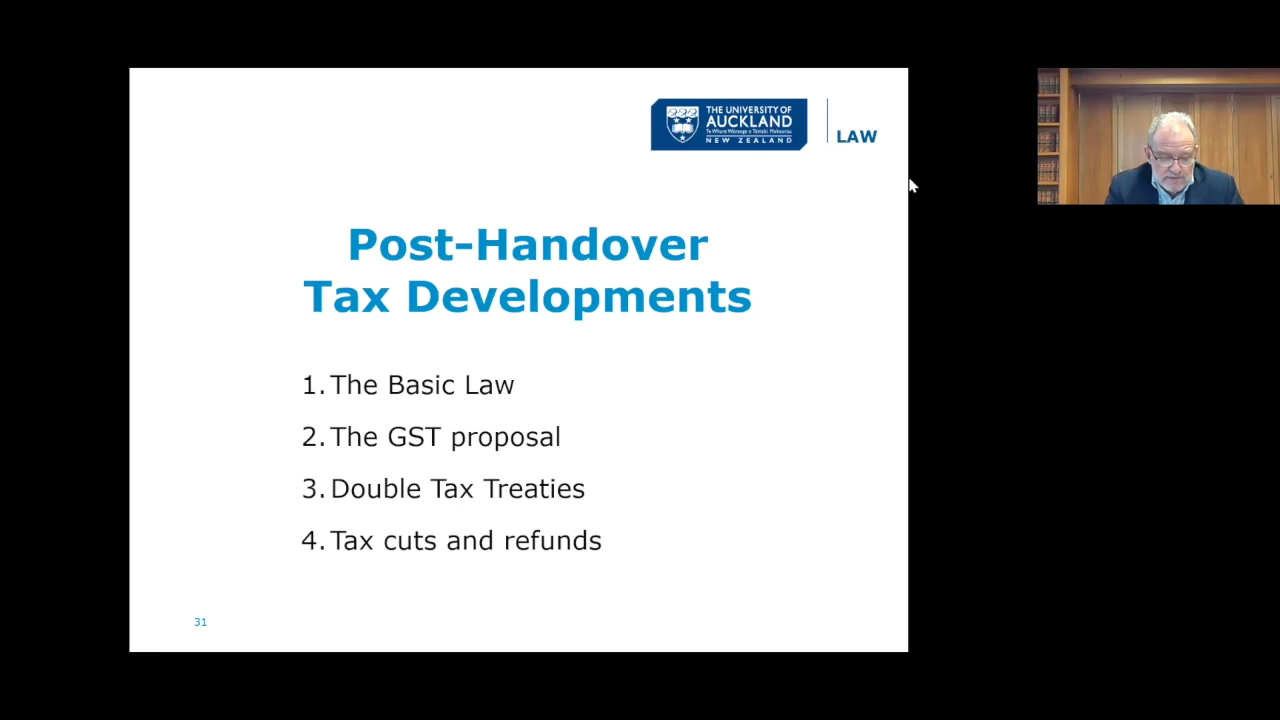 THE UNIVERSITY OF
AUCKLAND
Te Whare Wānanga o Tāmaki Makaurau
NEW ZEALAND
LAW
Post-Handover
Tax Developments
1. The Basic Law
2. The GST proposal
3. Double Tax Treaties
4. Tax cuts and refunds
31